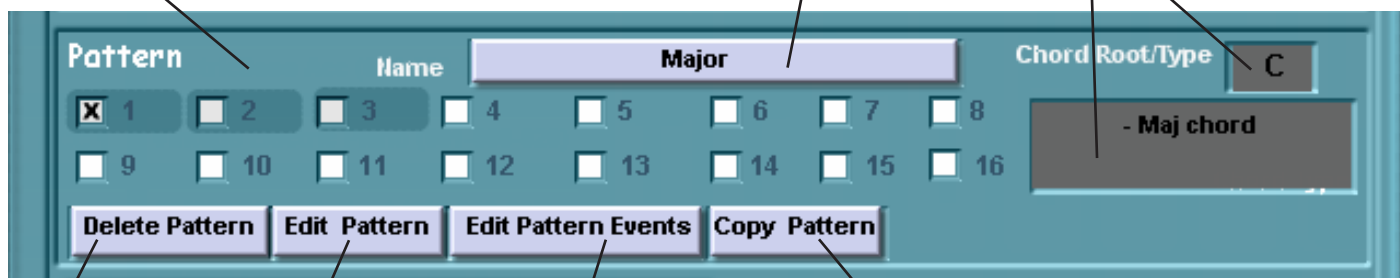 Pattern Name Major Chord Root/Type C
X 1 2 3 4 5 6 7 8
- Maj chord
9 10 11 12 13 14 15 16
Delete Pattern Edit Pattern Edit Pattern Events Copy Pattern